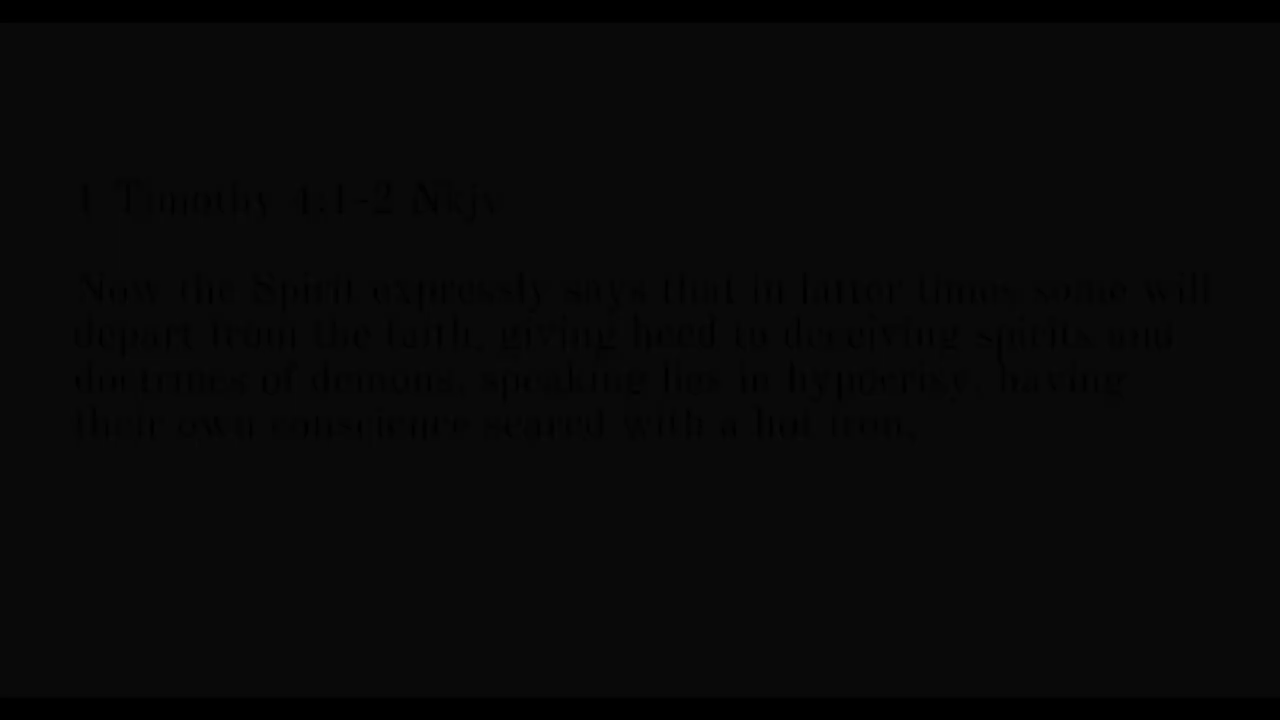 1 Timothy 4:1-2 Nkjv
Now the Spirit expressly says that in latter times some will
depart from the faith, giving heed to deceiving spirits and
doctrines of demons, speaking lies in hypocrisy, having
their own conscience seared with a hot iron,